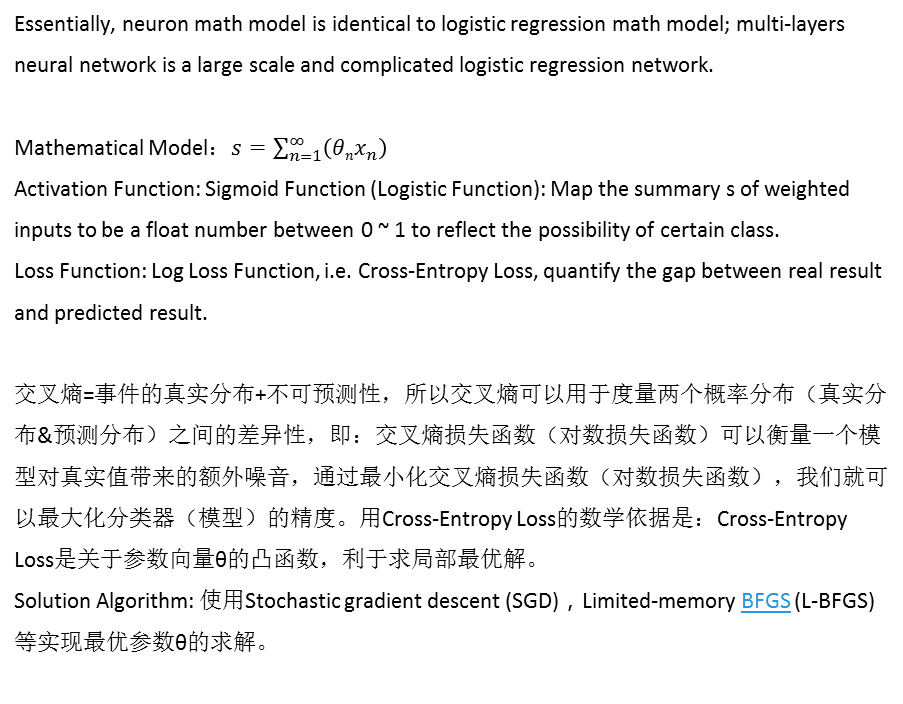 Essentially, neuron math model is identical to logistic regression math model; multi-layers
neural network is a large scale and complicated logistic regression network.
Mathematical Model：s = ∑_{n=1}^{∞}(θ_n x_n)
Activation Function: Sigmoid Function (Logistic Function): Map the summary s of weighted
inputs to be a float number between 0 ~ 1 to reflect the possibility of certain class.
Loss Function: Log Loss Function, i.e. Cross-Entropy Loss, quantify the gap between real result
and predicted result.
交叉熵=事件的真实分布+不可预测性，所以交叉熵可以用于度量两个概率分布（真实分
布&预测分布）之间的差异性，即：交叉熵损失函数（对数损失函数）可以衡量一个模
型对真实值带来的额外噪音，通过最小化交叉熵损失函数（对数损失函数），我们就可
以最大化分类器（模型）的精度。用Cross-Entropy Loss的数学依据是：Cross-Entropy
Loss是关于参数向量θ的凸函数，利于求局部最优解。
Solution Algorithm: 使用Stochastic gradient descent (SGD)，Limited-memory BFGS (L-BFGS)
等实现最优参数θ的求解。